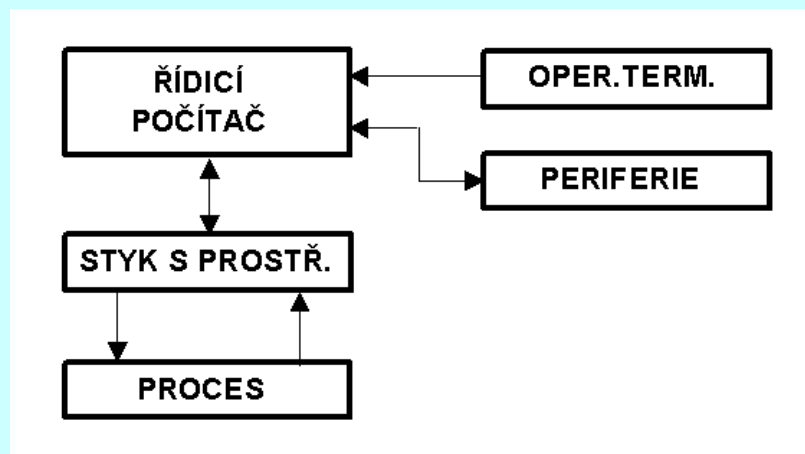 ŘÍDICÍ
POČÍTAČ
OPER.TERM.
PERIFERIE
STYK S PROSTŘ.
PROCES